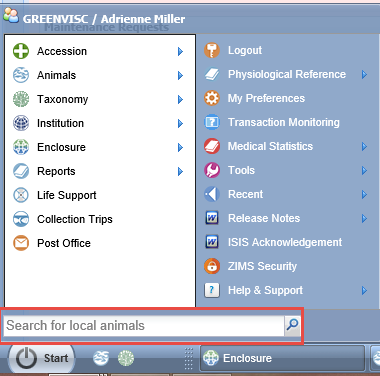 GREENVISC / Adrienne Miller
Maintenance Requests
Accession
Animals
Taxonomy
Institution
Enclosure
Reports
Life Support
Collection Trips
Post Office
Logout
Physiological Reference
My Preferences
Transaction Monitoring
Medical Statistics
Tools
Recent
Release Notes
ISIS Acknowledgement
ZIMS Security
Help & Support
Search for local animals
Start
Enclosure